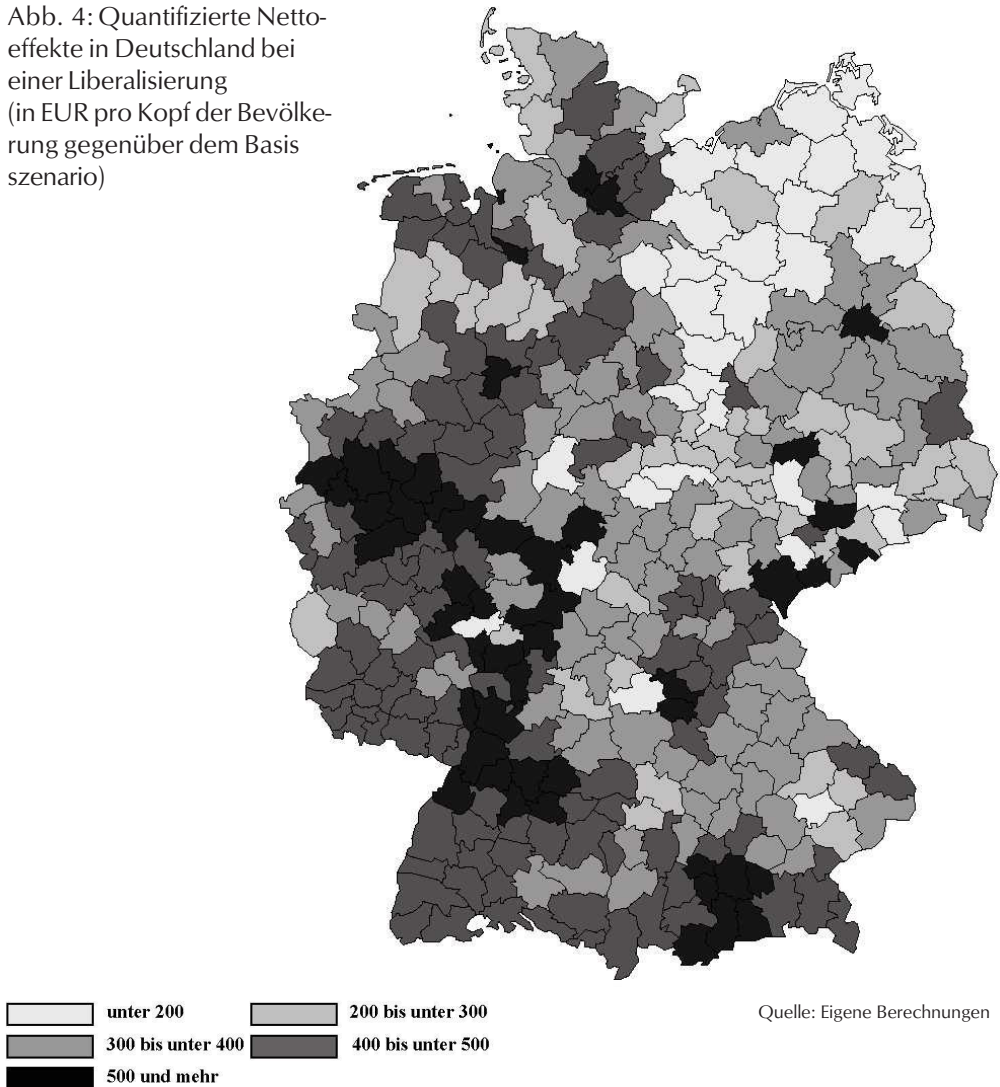 Abb. 4: Quantifizierte Netto-
effekte in Deutschland bei
einer Liberalisierung
(in EUR pro Kopf der Bevölke-
rung gegenüber dem Basis
szenario)
unter 200
200 bis unter 300
300 bis unter 400
400 bis unter 500
500 und mehr
Quelle: Eigene Berechnungen